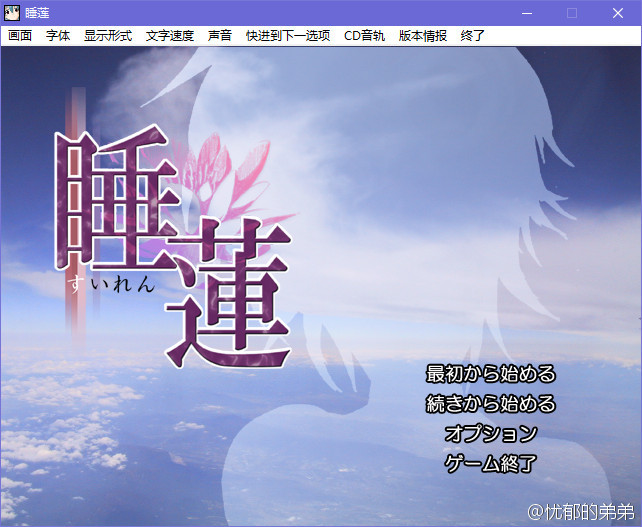 睡莲
画面 字体 显示形式 文字速度 声音 快进到下一选项 CD音轨 版本情报 终了
睡蓮
すいれん
最初から始める
続きから始める
オプション
ゲーム終了
@忧郁的弟弟